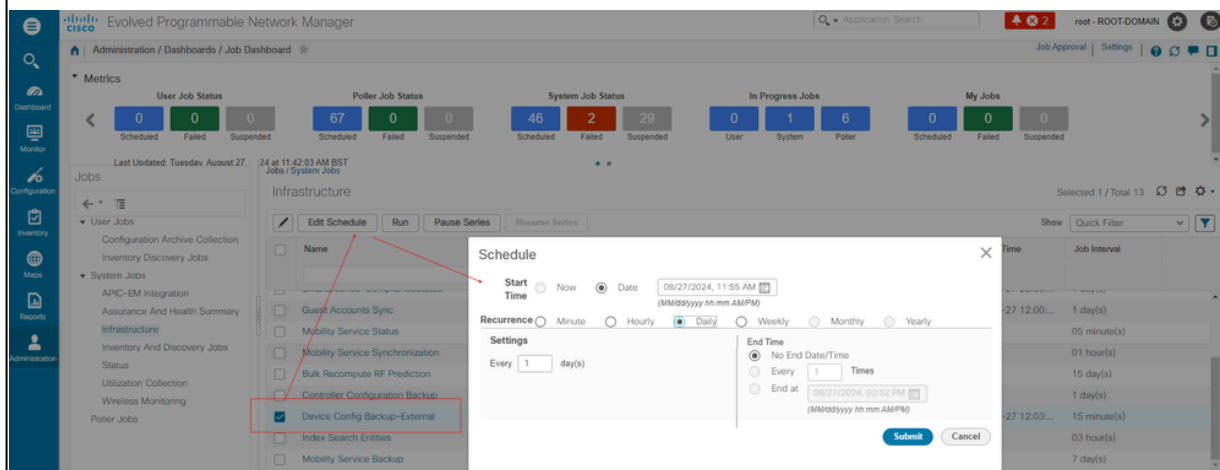 cisco Evolved Programmable Network Manager
Application Search
2
root - ROOT-DOMAIN
Administration / Dashboards / Job Dashboard
Job Approval
Settings
Metrics
User Job Status
Poller Job Status
System Job Status
In Progress Jobs
My Jobs
0 0 0
67 0 0
46 2 29
0 1 6
0 0 0
Scheduled Failed Suspended
Scheduled Failed Suspended
Scheduled Failed Suspended
User System Poller
Scheduled Failed Suspended
Last Updated: Tuesday, August 27,
24 at 11:42:03 AM BST
Dashboard
Monitor
Configuration
Inventory
Maps
Reports
Administration
Jobs
User Jobs
Configuration Archive Collection
Inventory Discovery Jobs
System Jobs
APIC-EM Integration
Assurance And Health Summary
Infrastructure
Inventory And Discovery Jobs
Status
Utilization Collection
Wireless Monitoring
Poller Jobs
Jobs / System Jobs
Infrastructure
Selected 1 / Total 13
Edit Schedule
Run
Pause Series
Resume Series
Show
Quick Filter
Name
Time
Job Interval
Guest Accounts Sync
-27 12:00:...
1 day(s)
Mobility Service Status
05 minute(s)
Mobility Service Synchronization
01 hour(s)
Bulk Recompute RF Prediction
15 day(s)
Controller Configuration Backup
1 day(s)
Device Config Backup-External
-27 12:03:...
15 minute(s)
Index Search Entities
03 hour(s)
Mobility Service Backup
7 day(s)
Schedule
Start Time
Now
Date
08/27/2024, 11:55 AM
(MM/dd/yyyy hh:mm AM/PM)
Recurrence
Minute
Hourly
Daily
Weekly
Monthly
Yearly
Settings
Every 1 day(s)
End Time
No End Date/Time
Every 1 Times
End at 08/27/2024, 02:52 PM
(MM/dd/yyyy hh:mm AM/PM)
Submit
Cancel